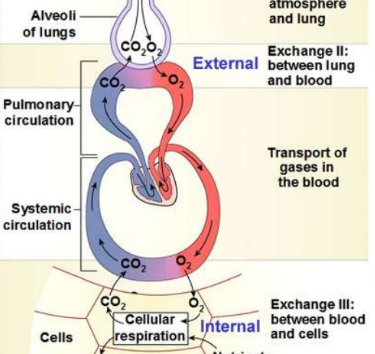 atmosphere
and lung
Alveoli
of lungs
CO2 O2
External
Exchange II:
between lung
and blood
CO2
O2
Pulmonary
circulation
Transport of
gases in
the blood
Systemic
circulation
CO2
O2
CO2
O2
Exchange III:
between blood
and cells
Cells
Cellular
respiration
Internal